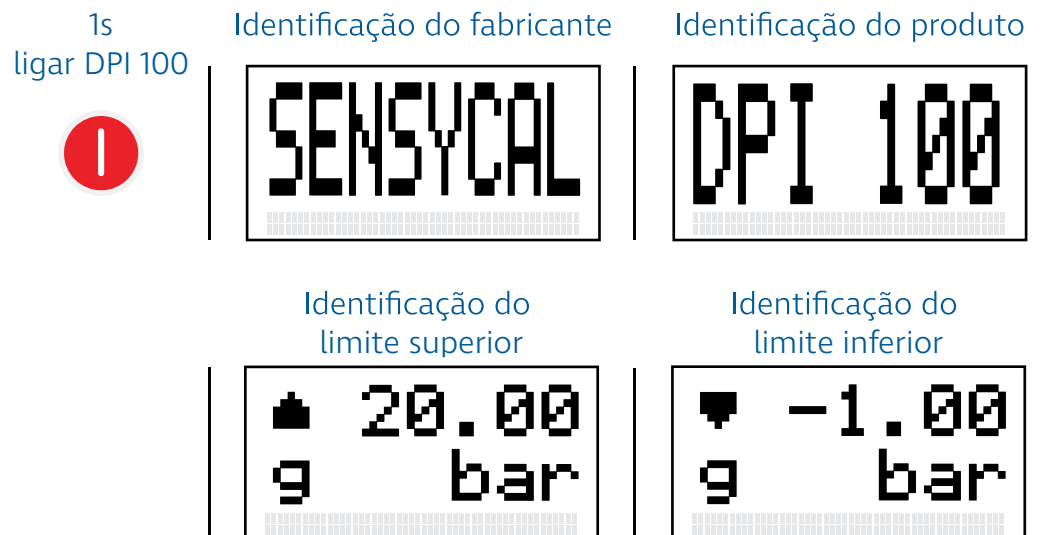 1s
ligar DPI 100
Identificação do fabricante
SENSYCAL
Identificação do produto
DPI 100
Identificação do
limite superior
20.00
g bar
Identificação do
limite inferior
-1.00
g bar